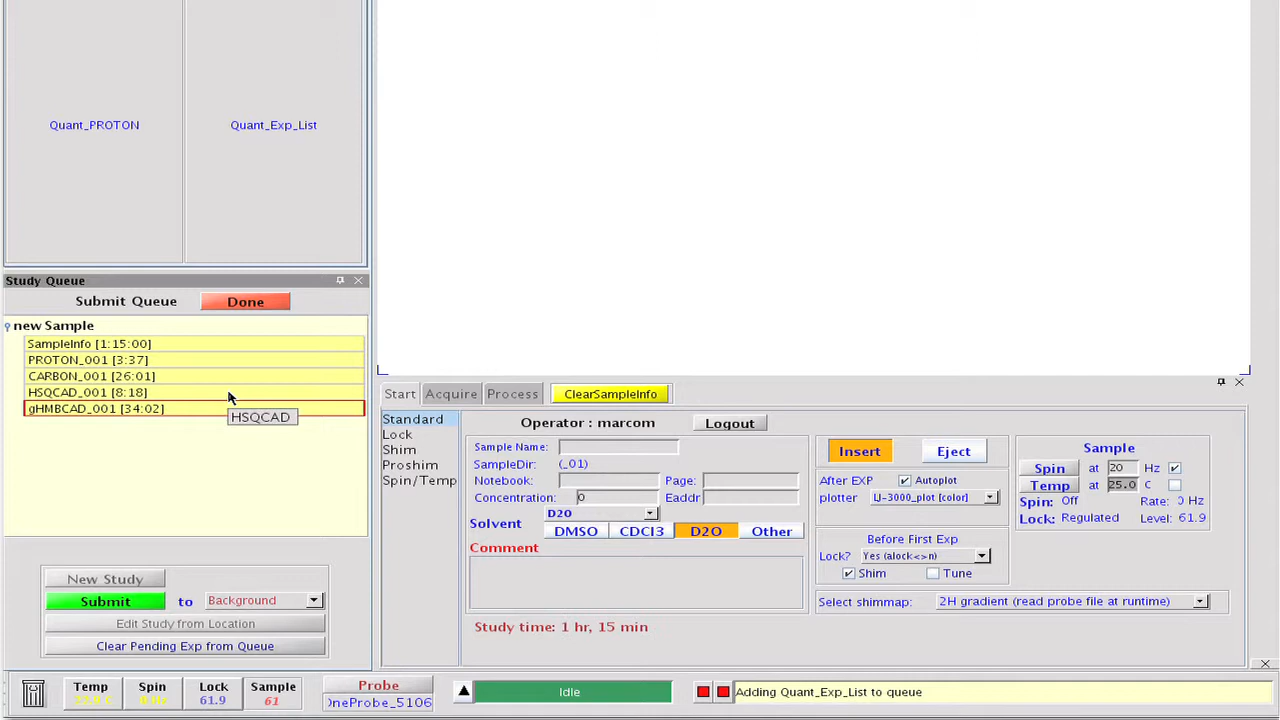 Quant_PROTON
Quant_Exp_List
Study Queue
Submit Queue
Done
new Sample
SampleInfo [1:15:00]
PROTON_001 [3:37]
CARBON_001 [26:01]
HSQCAD_001 [8:18]
gHMBCAD_001 [34:02]
HSQCAD
New Study
Submit to Background
Edit Study from Location
Clear Pending Exp from Queue
Start Acquire Process ClearSampleInfo
Standard
Lock
Shim
Proshim
Spin/Temp
Operator : marcom Logout
Sample Name:
SampleDir: (_01)
Notebook: Page:
Concentration: 0 Eaddr
Solvent D2O
DMSO CDCl3 D2O Other
Comment
Study time: 1 hr, 15 min
Insert Eject
After EXP Autoplot
plotter LJ-3000_plot [color]
Before First Exp
Lock? Yes (alock<>n)
Shim Tune
Select shimmap: 2H gradient (read probe file at runtime)
Sample
Spin at 20 Hz
Temp at 25.0 C
Spin: Off Rate: 0 Hz
Lock: Regulated Level: 61.9
Temp
Spin
Lock
61.9
Sample
61
Probe
OneProbe_5106
Idle
Adding Quant_Exp_List to queue